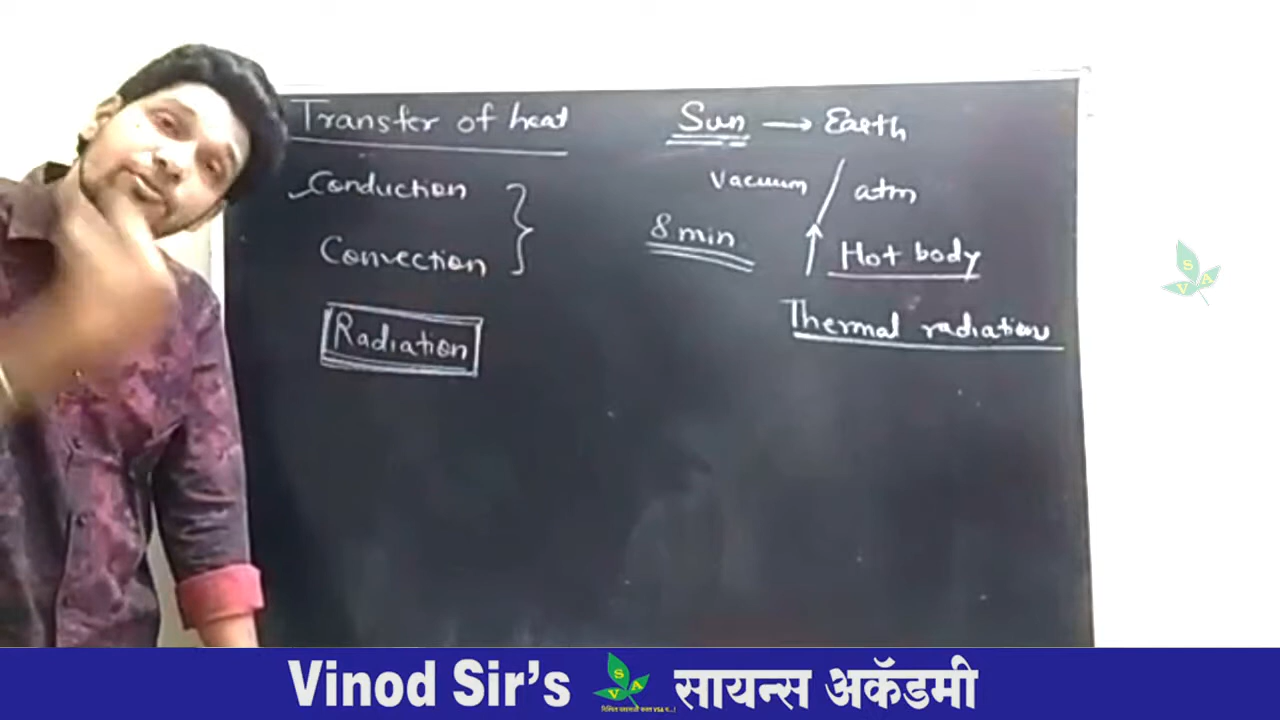 Transfer of heat
Conduction
Convection
Radiation
Sun → Earth
Vacuum / atm
8 min
Hot body
Thermal radiation
S
V A
Vinod Sir's SVA सायन्स अकॅडमी